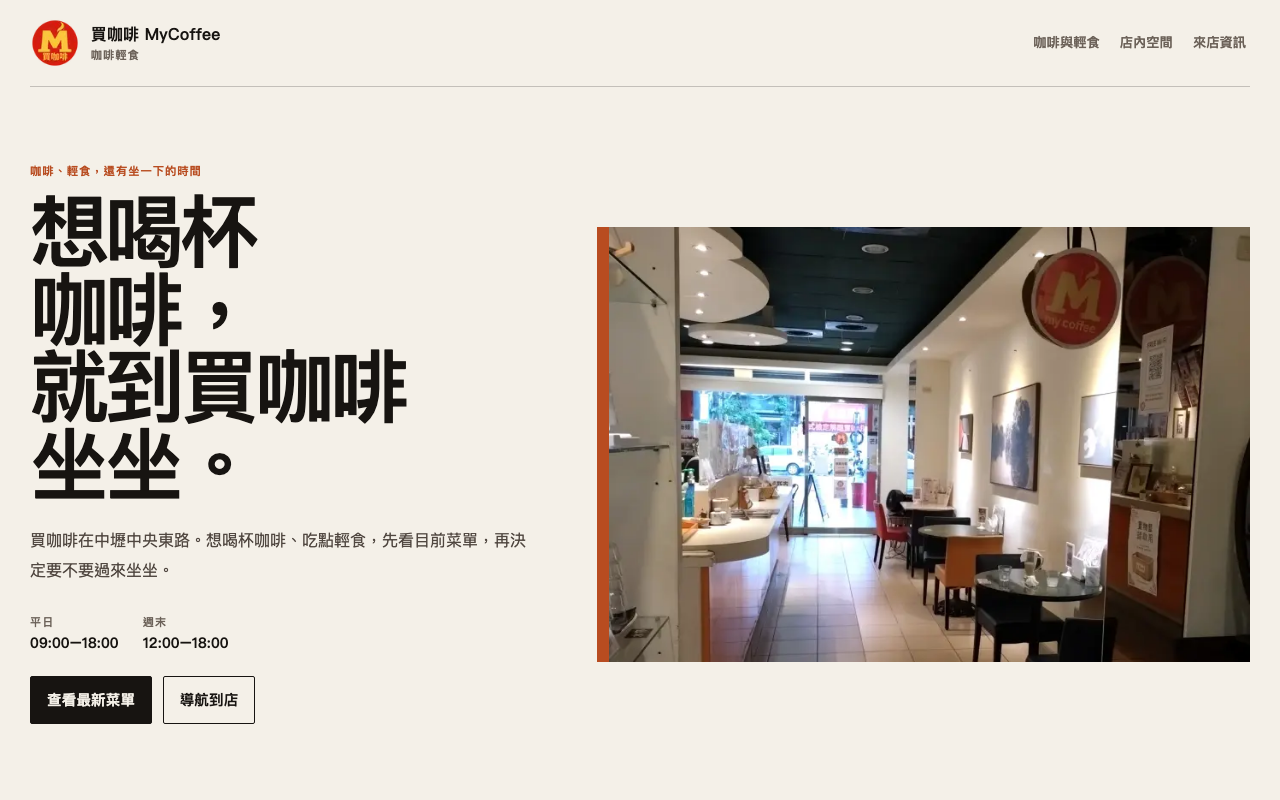 買咖啡
買咖啡 MyCoffee
咖啡輕食
咖啡與輕食
店內空間
來店資訊
咖啡、輕食，還有坐一下的時間
想喝杯
咖啡，
就到買咖啡
坐坐。
買咖啡在中壢中央東路。想喝杯咖啡、吃點輕食，先看目前菜單，再決
定要不要過來坐坐。
平日
週末
09:00—18:00
12:00—18:00
查看最新菜單
導航到店
M
my coffee